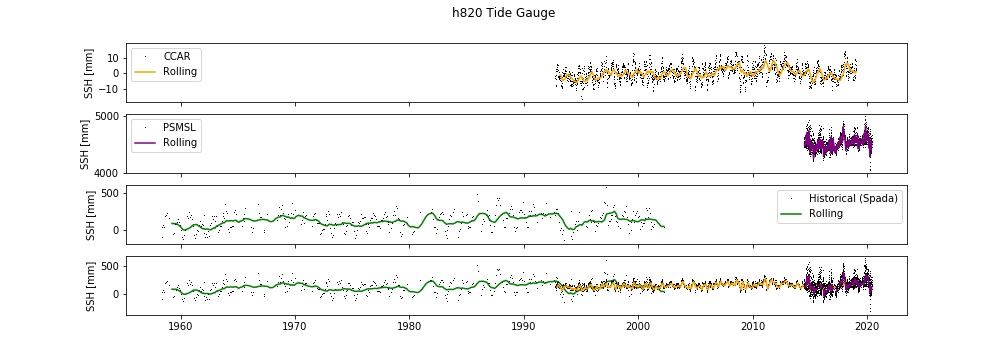 h820 Tide Gauge
SSH [mm]
10
0
−10
CCAR
Rolling
SSH [mm]
5000
4000
PSMSL
Rolling
SSH [mm]
500
0
Historical (Spada)
Rolling
SSH [mm]
500
0
1960 1970 1980 1990 2000 2010 2020